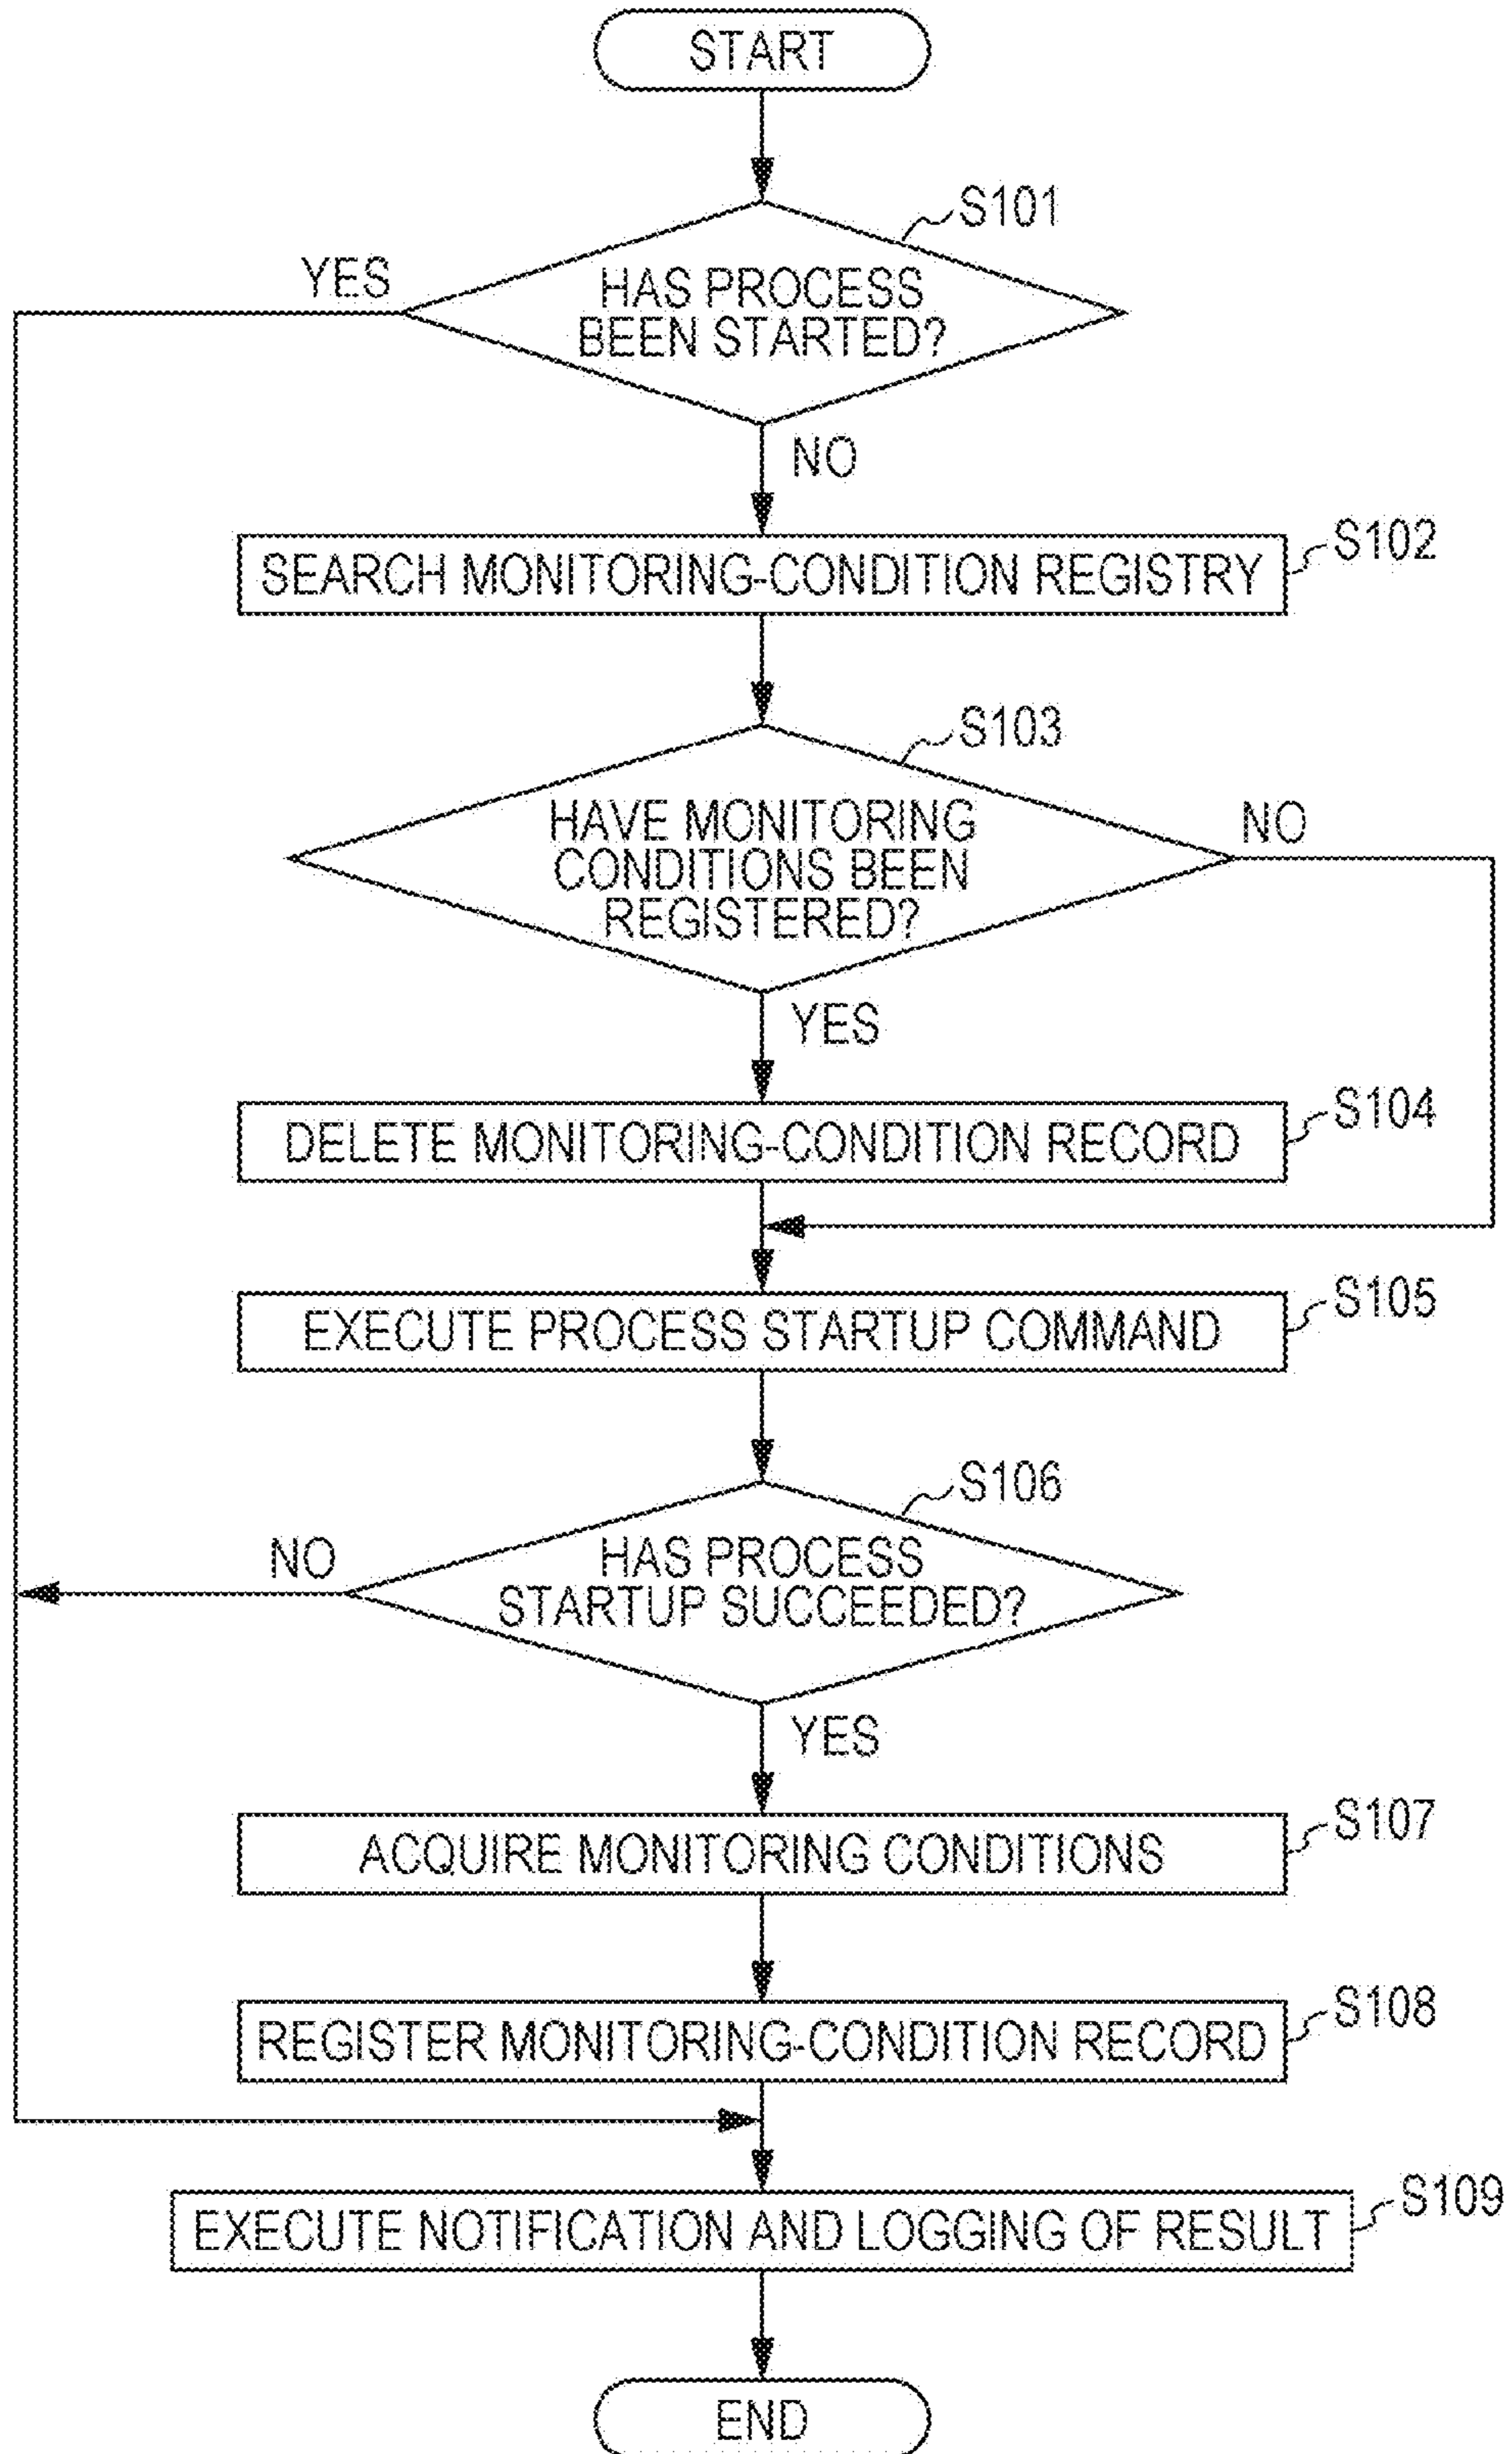 START
S101
YES
HAS PROCESS
BEEN STARTED?
NO
S102
SEARCH MONITORING-CONDITION REGISTRY
S103
HAVE MONITORING
CONDITIONS BEEN
REGISTERED?
NO
YES
S104
DELETE MONITORING-CONDITION RECORD
S105
EXECUTE PROCESS STARTUP COMMAND
S106
NO
HAS PROCESS
STARTUP SUCCEEDED?
YES
S107
ACQUIRE MONITORING CONDITIONS
S108
REGISTER MONITORING-CONDITION RECORD
S109
EXECUTE NOTIFICATION AND LOGGING OF RESULT
END